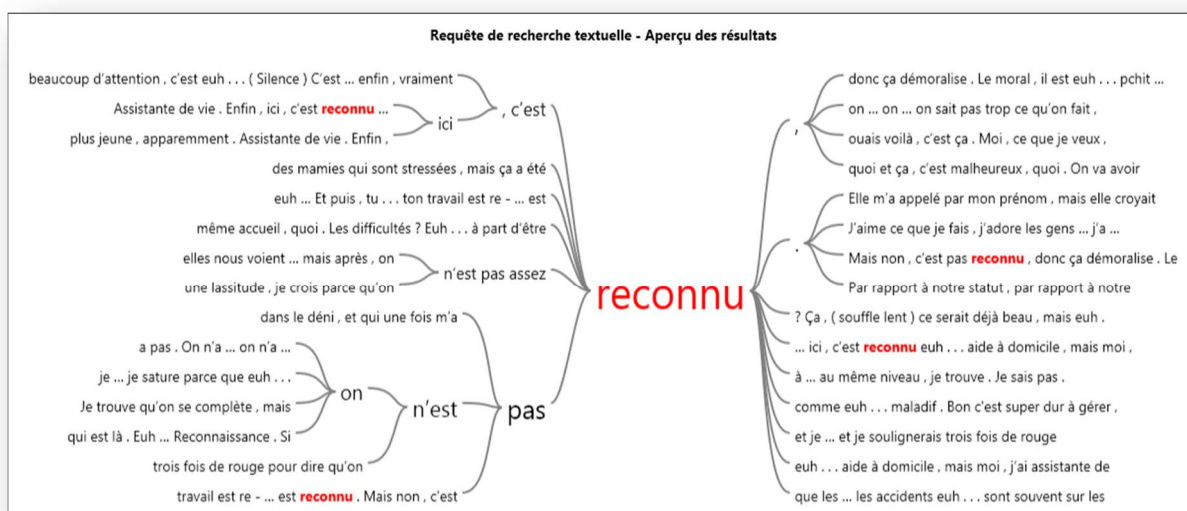 Requête de recherche textuelle - Aperçu des résultats
beaucoup d'attention , c'est euh . . . ( Silence ) C'est ... enfin , vraiment
Assistante de vie . Enfin , ici , c'est reconnu ...
plus jeune , apparemment . Assistante de vie . Enfin ,
ici
, c'est
des mamies qui sont stressées , mais ça a été
euh ... Et puis , tu . . . ton travail est re - ... est
même accueil , quoi . Les difficultés ? Euh . . . à part d'être
elles nous voient ... mais après , on
une lassitude , je crois parce qu'on
n'est pas assez
dans le déni , et qui une fois m'a
a pas . On n'a ... on n'a ...
je ... je sature parce que euh . . .
Je trouve qu'on se complète , mais
qui est là . Euh ... Reconnaissance . Si
on
trois fois de rouge pour dire qu'on
n'est
travail est re - ... est reconnu . Mais non , c'est
pas
reconnu
,
donc ça démoralise . Le moral , il est euh . . . pchit ...
on ... on ... on sait pas trop ce qu'on fait ,
ouais voilà , c'est ça . Moi , ce que je veux ,
quoi et ça , c'est malheureux , quoi . On va avoir
.
Elle m'a appelé par mon prénom , mais elle croyait
J'aime ce que je fais , j'adore les gens ... j'a ...
Mais non , c'est pas reconnu , donc ça démoralise . Le
Par rapport à notre statut , par rapport à notre
? Ça , ( souffle lent ) ce serait déjà beau , mais euh .
... ici , c'est reconnu euh . . . aide à domicile , mais moi ,
à ... au même niveau , je trouve . Je sais pas .
comme euh . . . maladif . Bon c'est super dur à gérer ,
et je ... et je soulignerais trois fois de rouge
euh . . . aide à domicile , mais moi , j'ai assistante de
que les ... les accidents euh . . . sont souvent sur les